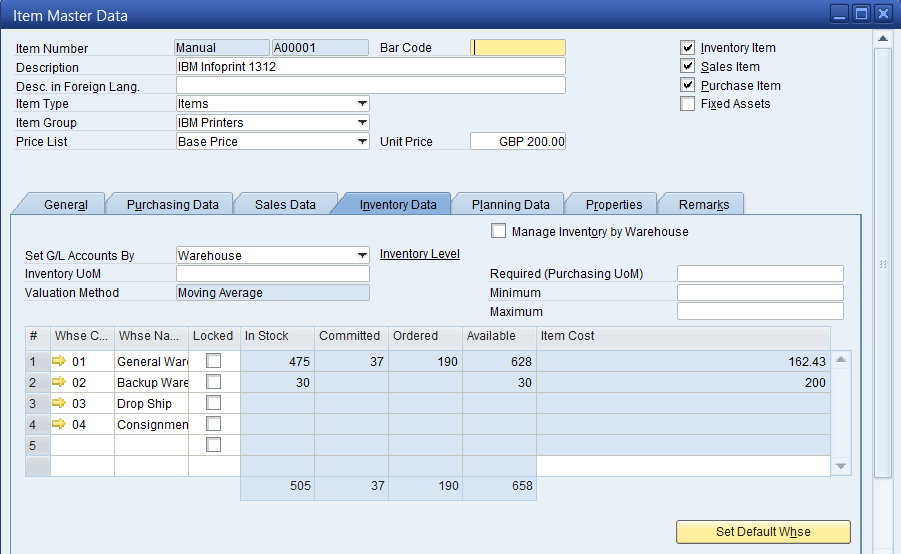 Item Master Data
Item Number Manual A00001 Bar Code Inventory Item
Description IBM Infoprint 1312 Sales Item
Desc. in Foreign Lang. Purchase Item
Item Type Items Fixed Assets
Item Group IBM Printers
Price List Base Price Unit Price GBP 200.00
General Purchasing Data Sales Data Inventory Data Planning Data Properties Remarks
Manage Inventory by Warehouse
Set G/L Accounts By Warehouse Inventory Level
Inventory UoM Required (Purchasing UoM)
Valuation Method Moving Average Minimum
Maximum
# Whse C... Whse Na... Locked In Stock Committed Ordered Available Item Cost
1 01 General Ware 475 37 190 628 162.43
2 02 Backup Ware 30 30 200
3 03 Drop Ship
4 04 Consignmen
5
505 37 190 658
Set Default Whse